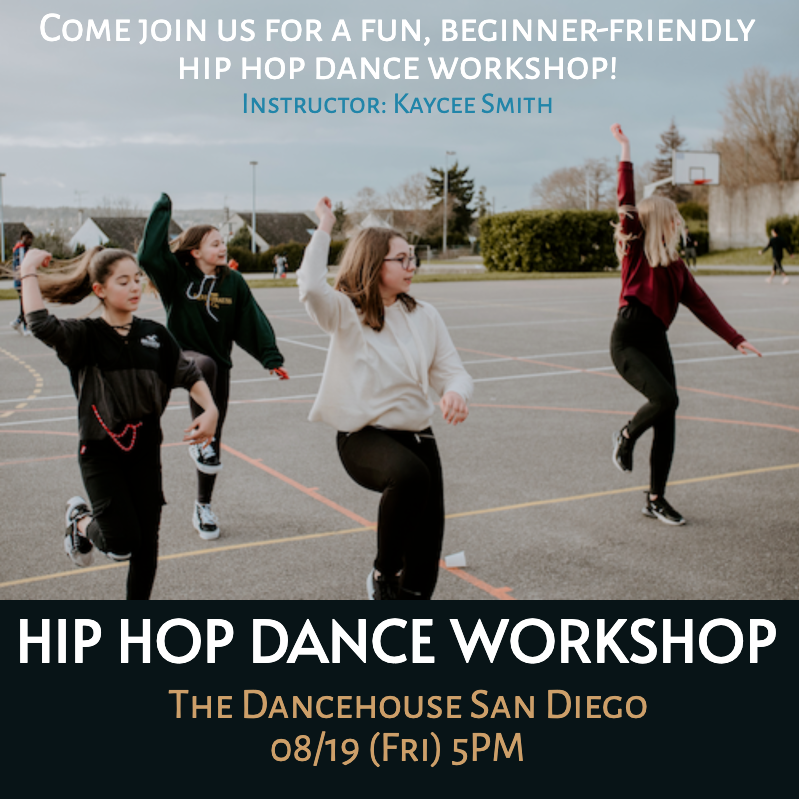 Come join us for a fun, beginner-friendly
hip hop dance workshop!
Instructor: Kaycee Smith
HIP HOP DANCE WORKSHOP
The Dancehouse San Diego
08/19 (Fri) 5PM